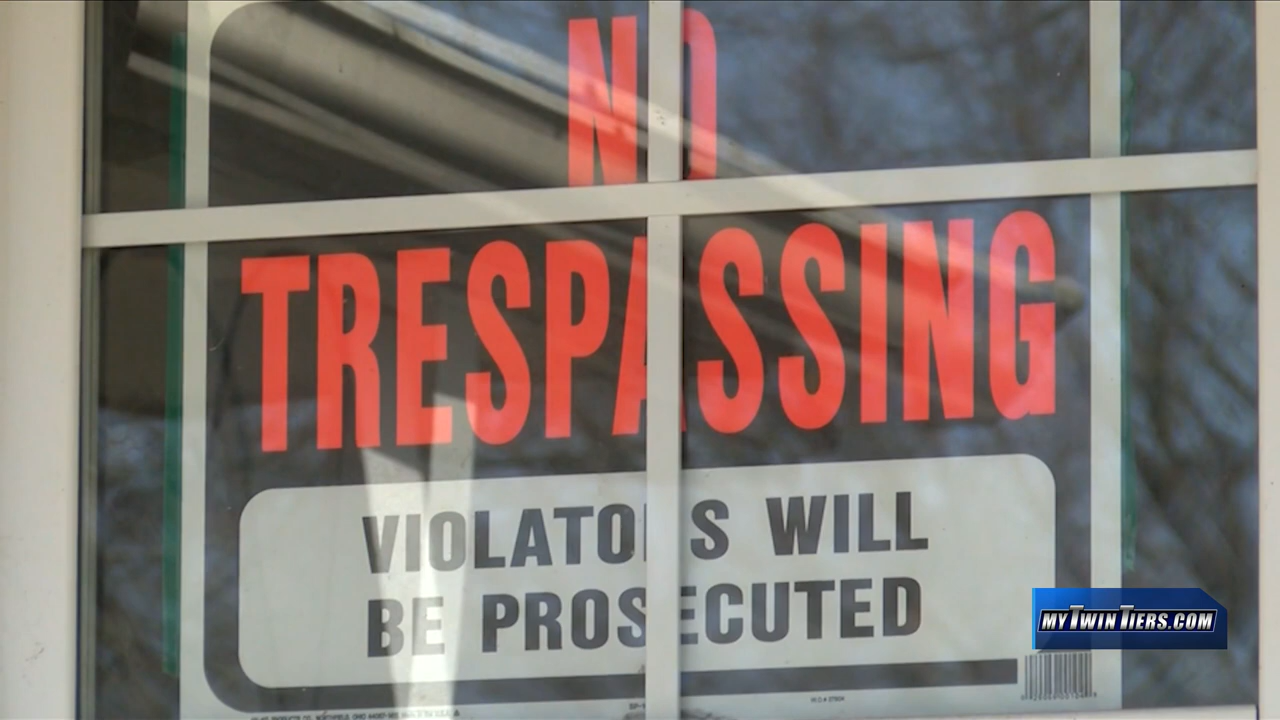 NO
TRESPASSING
VIOLATORS WILL
BE PROSECUTED
MYTWINTIERS.COM